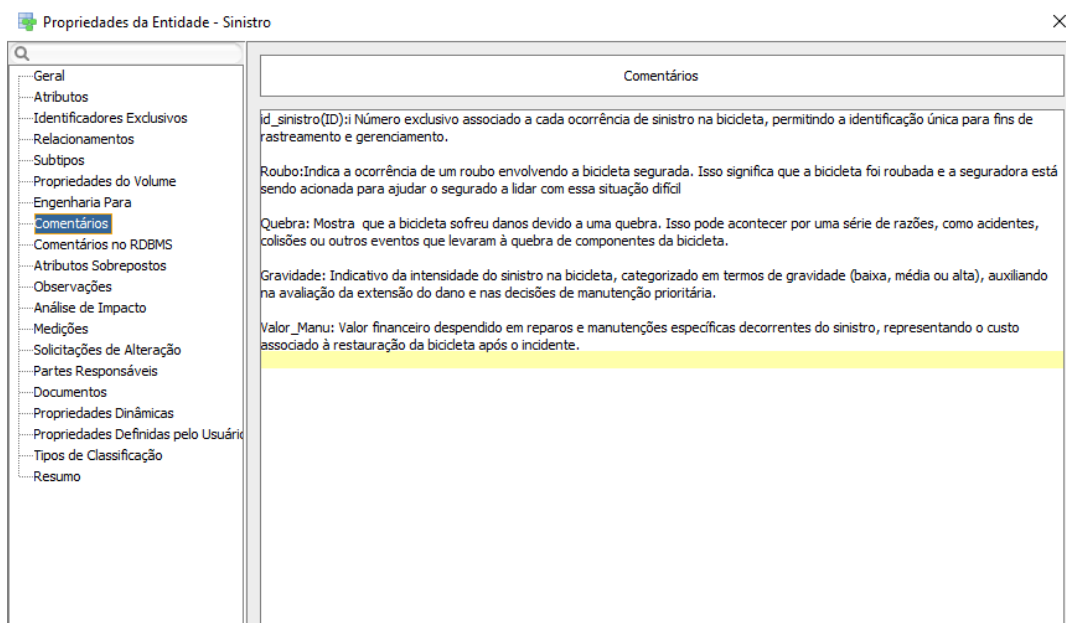 Propriedades da Entidade - Sinistro
Geral
Atributos
Identificadores Exclusivos
Relacionamentos
Subtipos
Propriedades do Volume
Engenharia Para
Comentários
Comentários no RDBMS
Atributos Sobrepostos
Observações
Análise de Impacto
Medições
Solicitações de Alteração
Partes Responsáveis
Documentos
Propriedades Dinâmicas
Propriedades Definidas pelo Usuário
Tipos de Classificação
Resumo
Comentários
id_sinistro(ID):i Número exclusivo associado a cada ocorrência de sinistro na bicicleta, permitindo a identificação única para fins de
rastreamento e gerenciamento.
Roubo:Indica a ocorrência de um roubo envolvendo a bicicleta segurada. Isso significa que a bicicleta foi roubada e a seguradora está
sendo acionada para ajudar o segurado a lidar com essa situação difícil
Quebra: Mostra  que a bicicleta sofreu danos devido a uma quebra. Isso pode acontecer por uma série de razões, como acidentes,
colisões ou outros eventos que levaram à quebra de componentes da bicicleta.
Gravidade: Indicativo da intensidade do sinistro na bicicleta, categorizado em termos de gravidade (baixa, média ou alta), auxiliando
na avaliação da extensão do dano e nas decisões de manutenção prioritária.
Valor_Manu: Valor financeiro despendido em reparos e manutenções específicas decorrentes do sinistro, representando o custo
associado à restauração da bicicleta após o incidente.